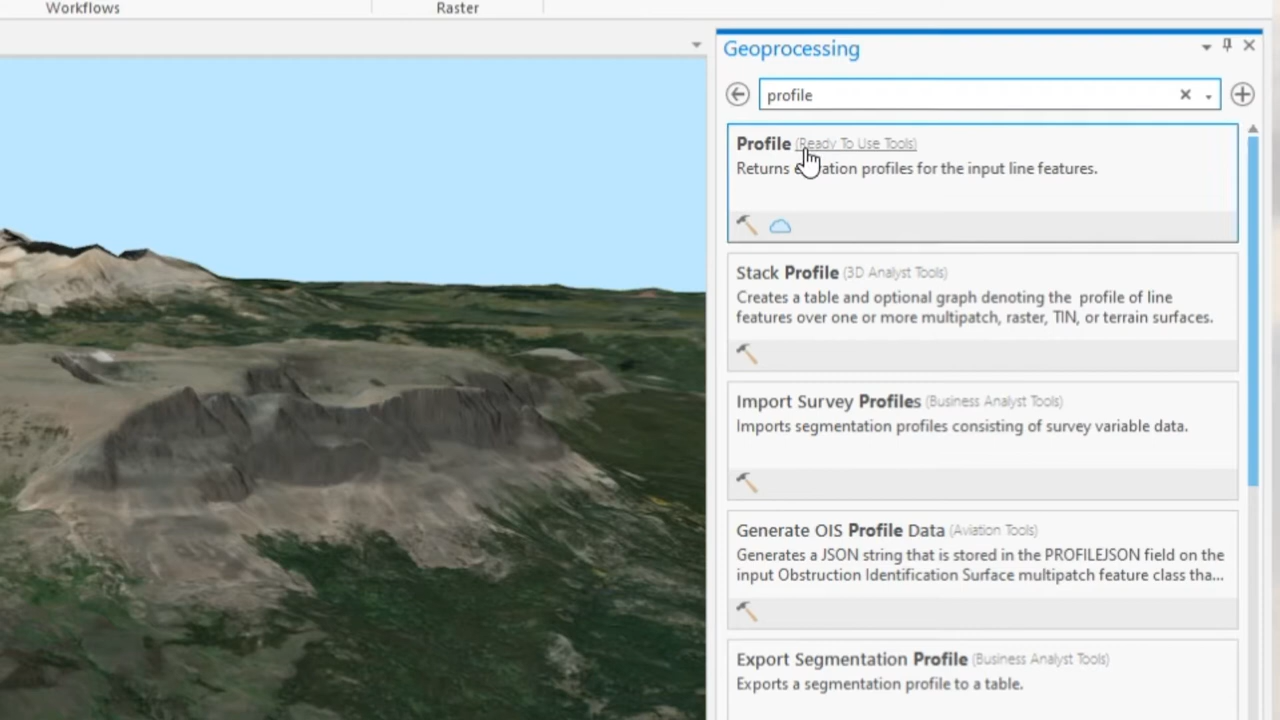 Workflows
Raster
Geoprocessing
profile
Profile (Ready To Use Tools)
Returns elevation profiles for the input line features.
Stack Profile (3D Analyst Tools)
Creates a table and optional graph denoting the profile of line
features over one or more multipatch, raster, TIN, or terrain surfaces.
Import Survey Profiles (Business Analyst Tools)
Imports segmentation profiles consisting of survey variable data.
Generate OIS Profile Data (Aviation Tools)
Generates a JSON string that is stored in the PROFILEJSON field on the
input Obstruction Identification Surface multipatch feature class tha...
Export Segmentation Profile (Business Analyst Tools)
Exports a segmentation profile to a table.